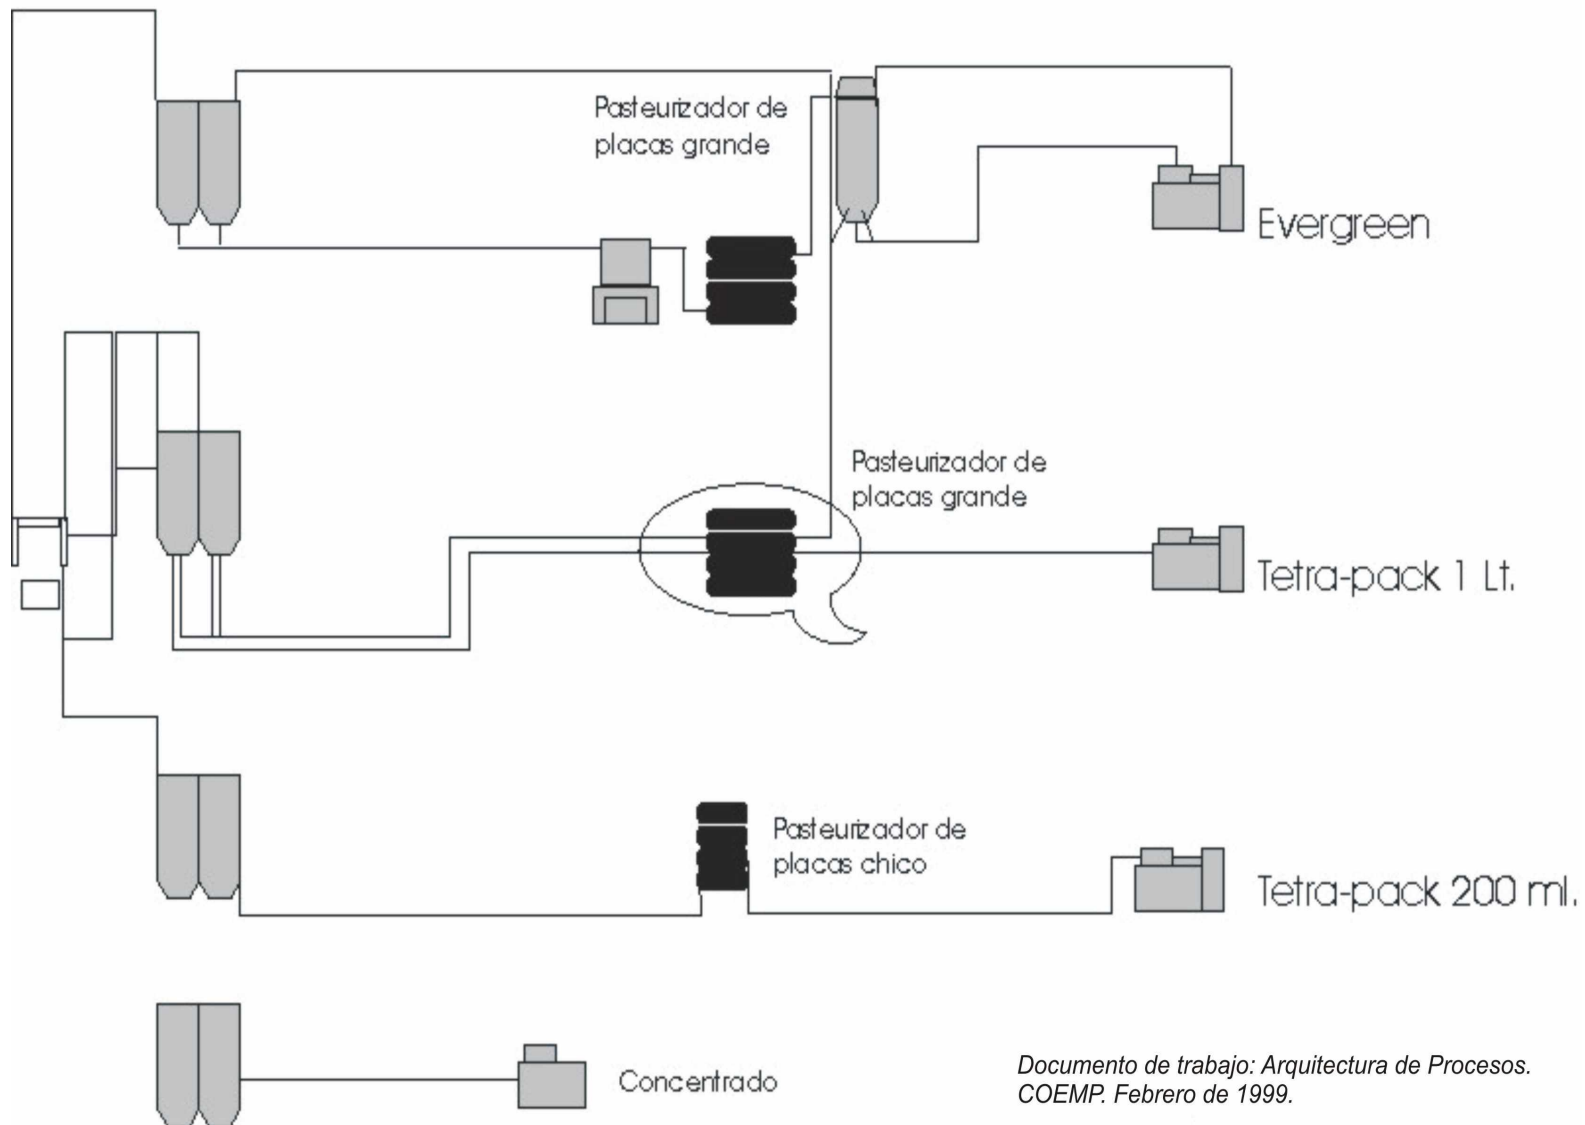 Pasteurizador de
placas grande
Evergreen
Pasteurizador de
placas grande
Tetra-pack 1 Lt.
Pasteurizador de
placas chico
Tetra-pack 200 ml.
Concentrado
Documento de trabajo: Arquitectura de Procesos.
COEMP. Febrero de 1999.